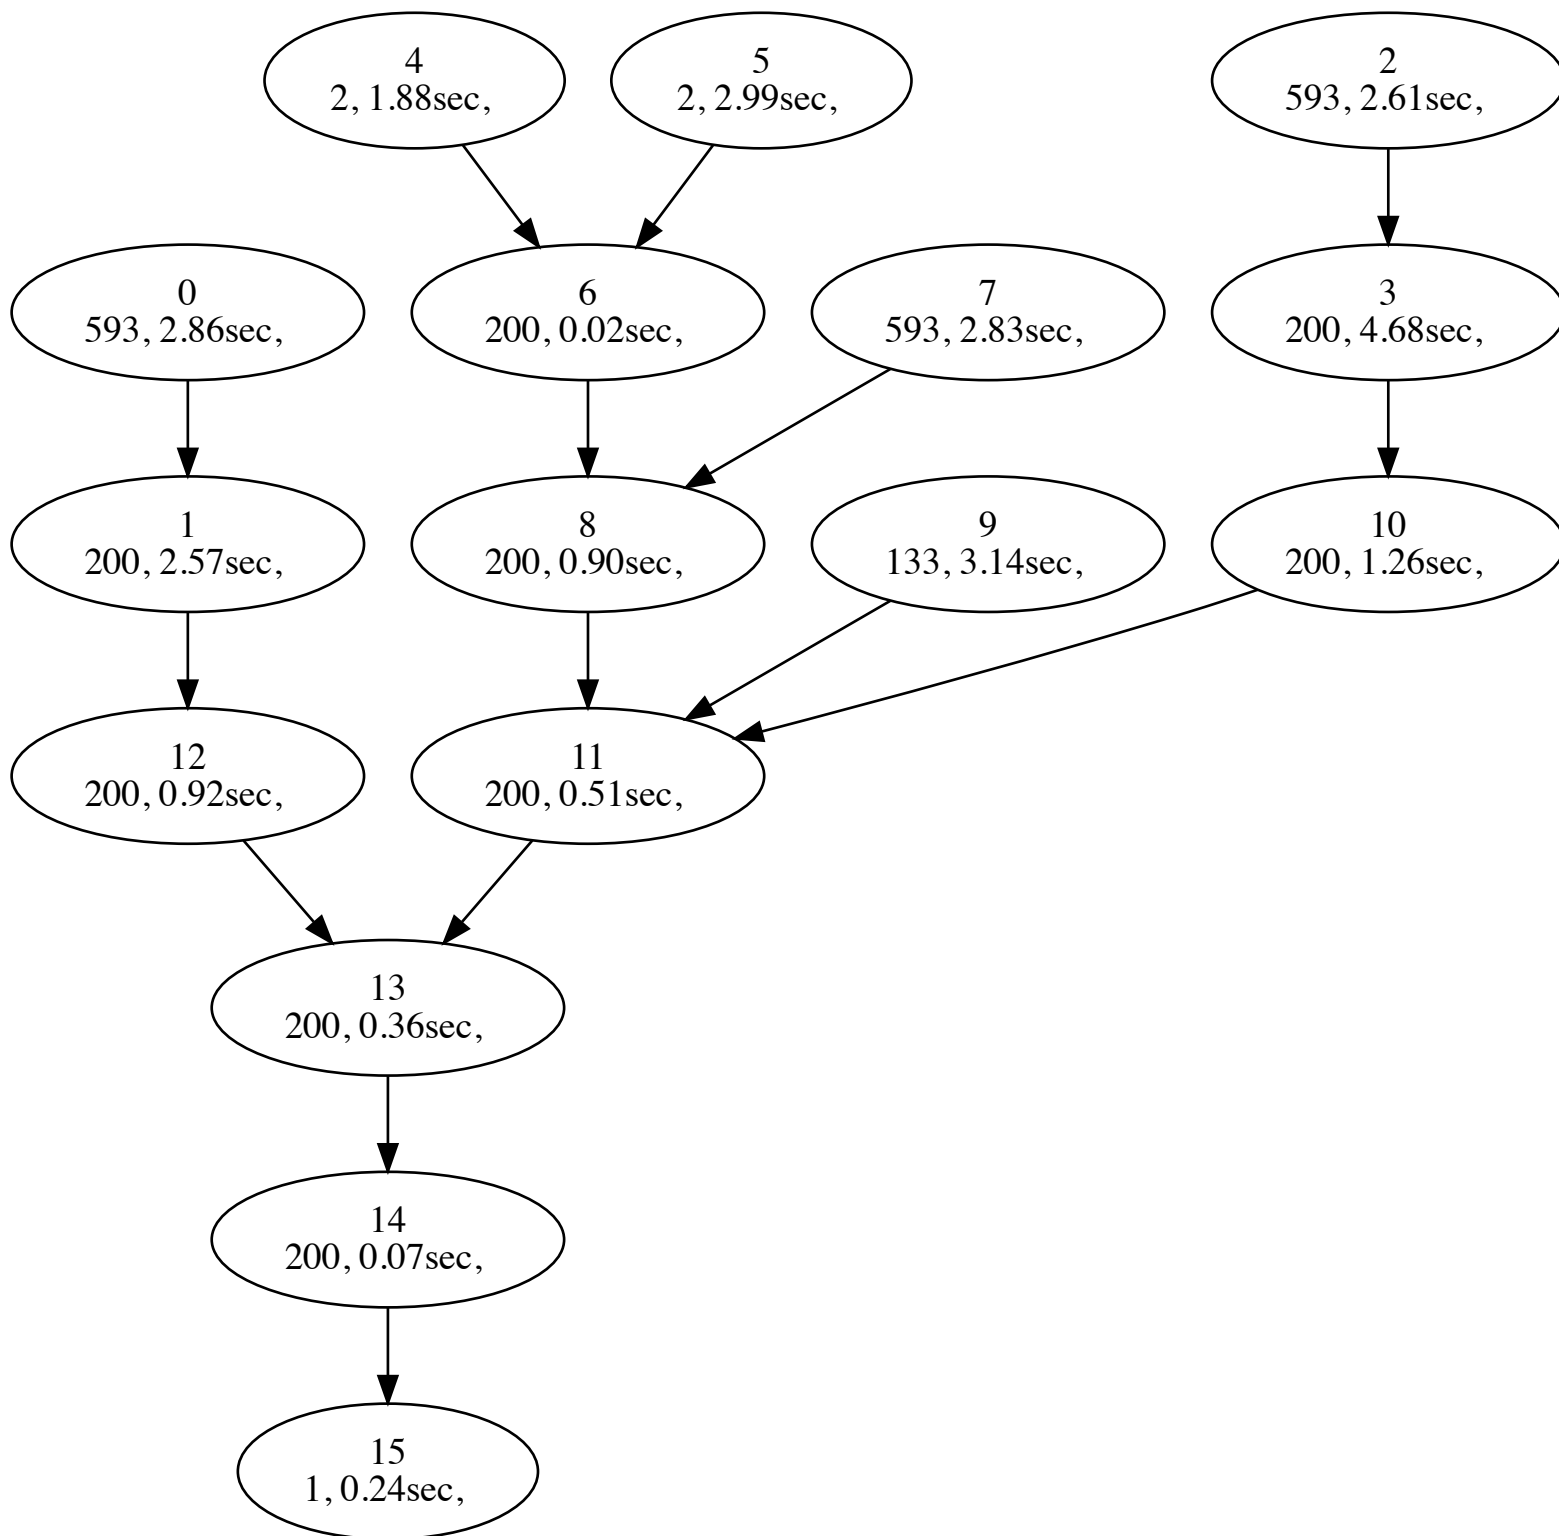 4
2, 1.88sec,
5
2, 2.99sec,
2
593, 2.61sec,
0
593, 2.86sec,
6
200, 0.02sec,
7
593, 2.83sec,
3
200, 4.68sec,
1
200, 2.57sec,
8
200, 0.90sec,
9
133, 3.14sec,
10
200, 1.26sec,
12
200, 0.92sec,
11
200, 0.51sec,
13
200, 0.36sec,
14
200, 0.07sec,
15
1, 0.24sec,